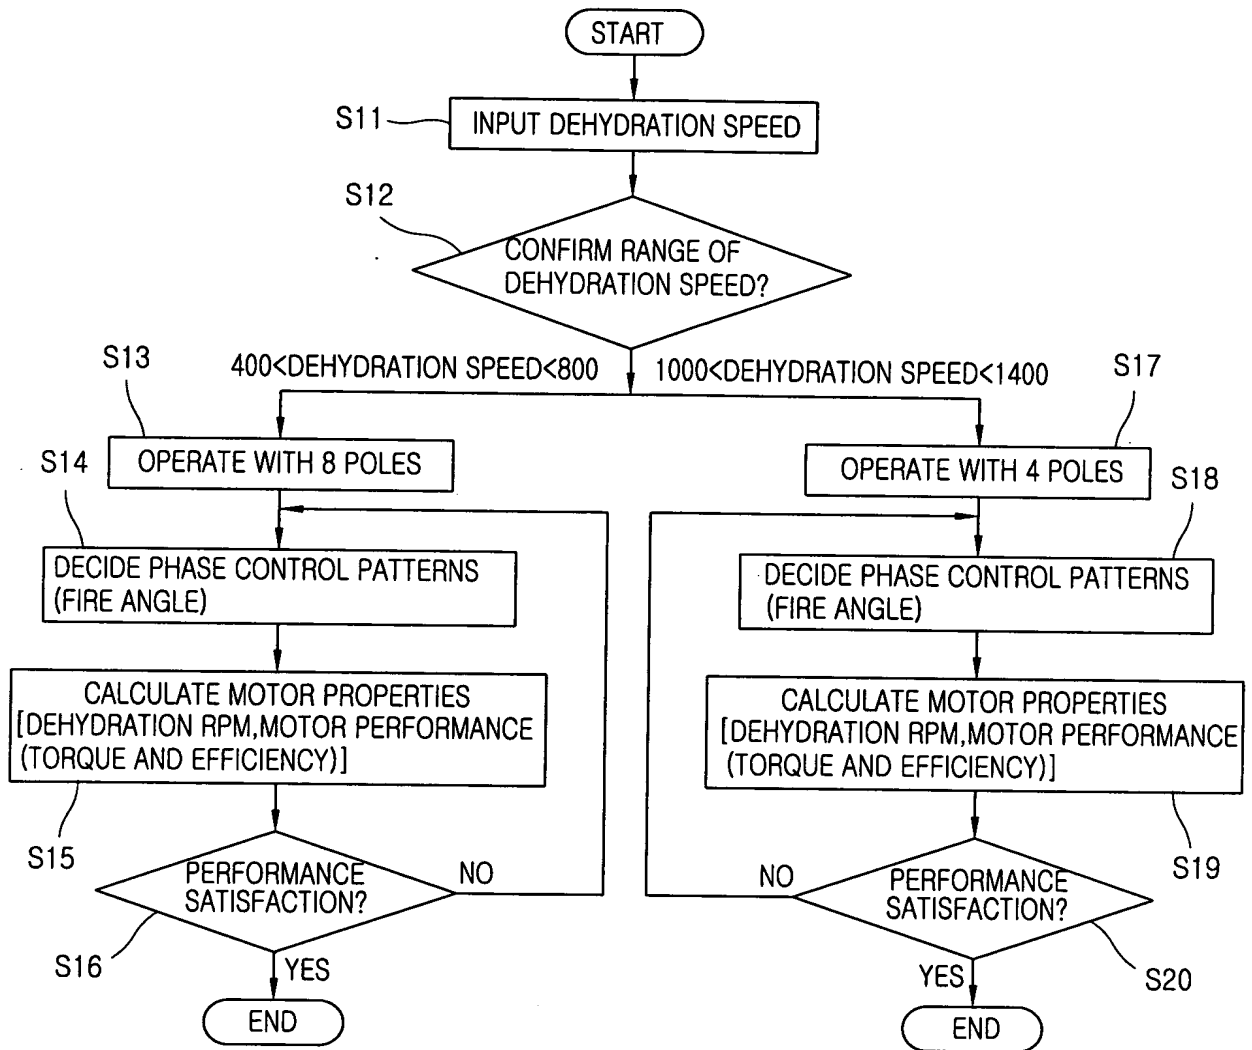 START
S11
INPUT DEHYDRATION SPEED
S12
CONFIRM RANGE OF
DEHYDRATION SPEED?
400<DEHYDRATION SPEED<800
1000<DEHYDRATION SPEED<1400
S13
OPERATE WITH 8 POLES
S14
DECIDE PHASE CONTROL PATTERNS
(FIRE ANGLE)
CALCULATE MOTOR PROPERTIES
[DEHYDRATION RPM,MOTOR PERFORMANCE
(TORQUE AND EFFICIENCY)]
S15
PERFORMANCE
SATISFACTION?
NO
S16
YES
END
S17
OPERATE WITH 4 POLES
S18
DECIDE PHASE CONTROL PATTERNS
(FIRE ANGLE)
CALCULATE MOTOR PROPERTIES
[DEHYDRATION RPM,MOTOR PERFORMANCE
(TORQUE AND EFFICIENCY)]
S19
NO
PERFORMANCE
SATISFACTION?
S20
YES
END